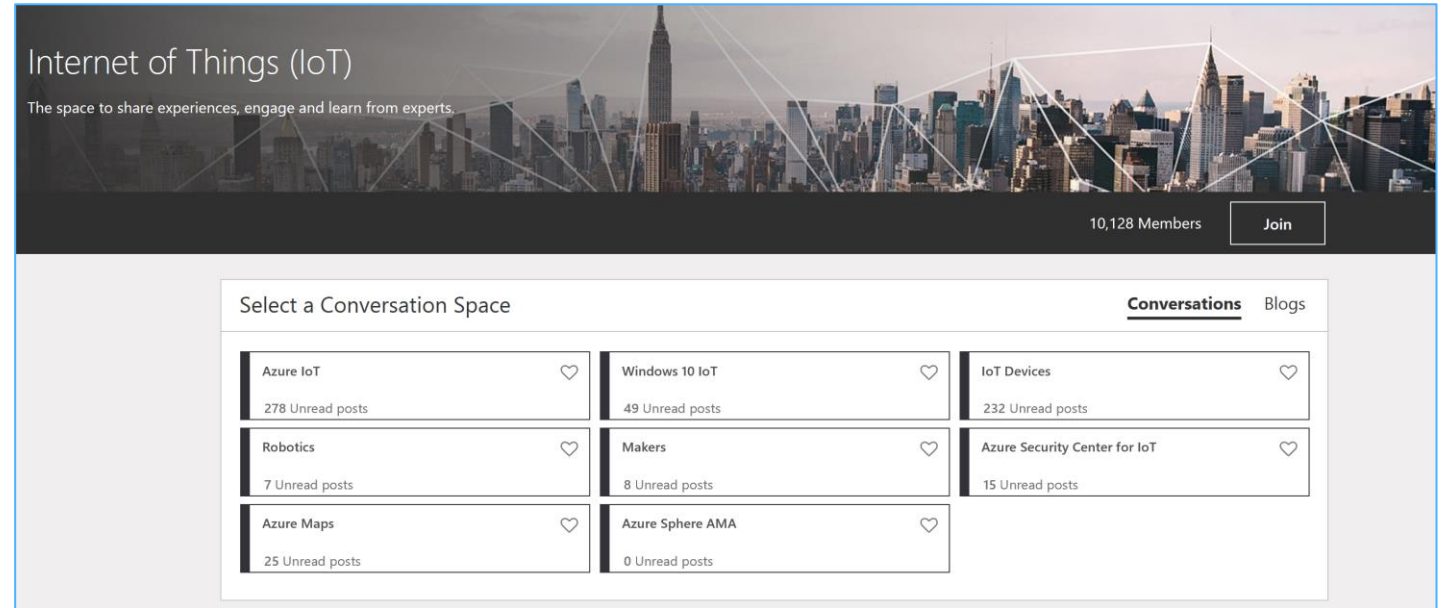 Internet of Things (IoT)
The space to share experiences, engage and learn from experts.
10,128 Members
Join
Select a Conversation Space
Conversations
Blogs
Azure IoT
278 Unread posts
Windows 10 IoT
49 Unread posts
IoT Devices
232 Unread posts
Robotics
7 Unread posts
Makers
8 Unread posts
Azure Security Center for IoT
15 Unread posts
Azure Maps
25 Unread posts
Azure Sphere AMA
0 Unread posts